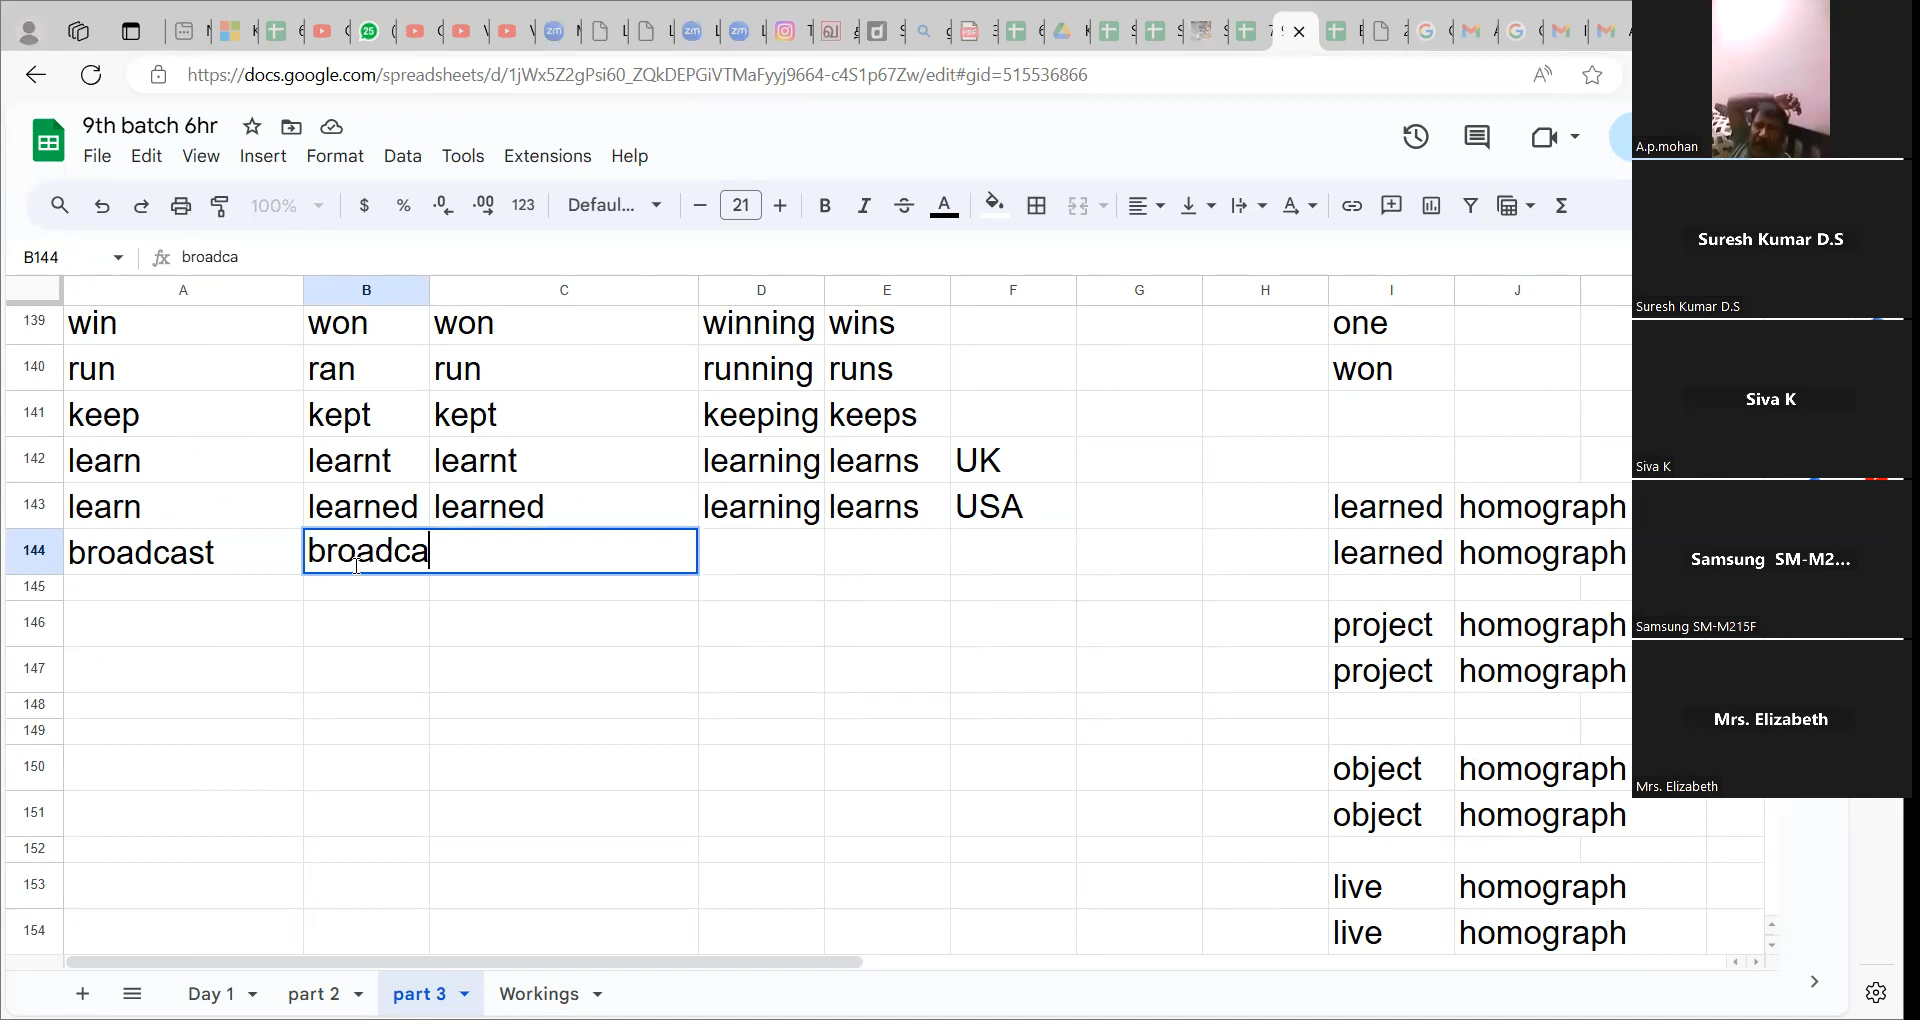 https://docs.google.com/spreadsheets/d/1jWx5Z2gPsi60_ZQkDEPGiVTMaFyyj9664-c4S1p67Zw/edit#gid=515536866
9th batch 6hr
File Edit View Insert Format Data Tools Extensions Help
100% $ % .0 .00 123 Defaul... 21 B I A
B144 fx broadca
A B C D E F G H I J
139 win won won winning wins one
140 run ran run running runs won
141 keep kept kept keeping keeps
142 learn learnt learnt learning learns UK
143 learn learned learned learning learns USA learned homograph
144 broadcast broadca learned homograph
145
146 project homograph
147 project homograph
148
149
150 object homograph
151 object homograph
152
153 live homograph
154 live homograph
Day 1 part 2 part 3 Workings
A.p.mohan
Suresh Kumar D.S
Suresh Kumar D.S
Siva K
Siva K
Samsung SM-M2...
Samsung SM-M215F
Mrs. Elizabeth
Mrs. Elizabeth